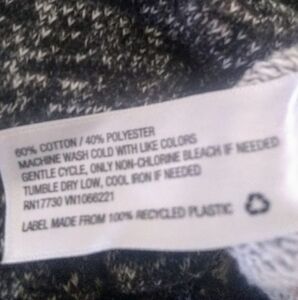 60% COTTON / 40% POLYESTER
MACHINE WASH COLD WITH LIKE COLORS
GENTLE CYCLE, ONLY NON-CHLORINE BLEACH IF NEEDED
TUMBLE DRY LOW, COOL IRON IF NEEDED
RN17730 VN1066221
LABEL MADE FROM 100% RECYCLED PLASTIC